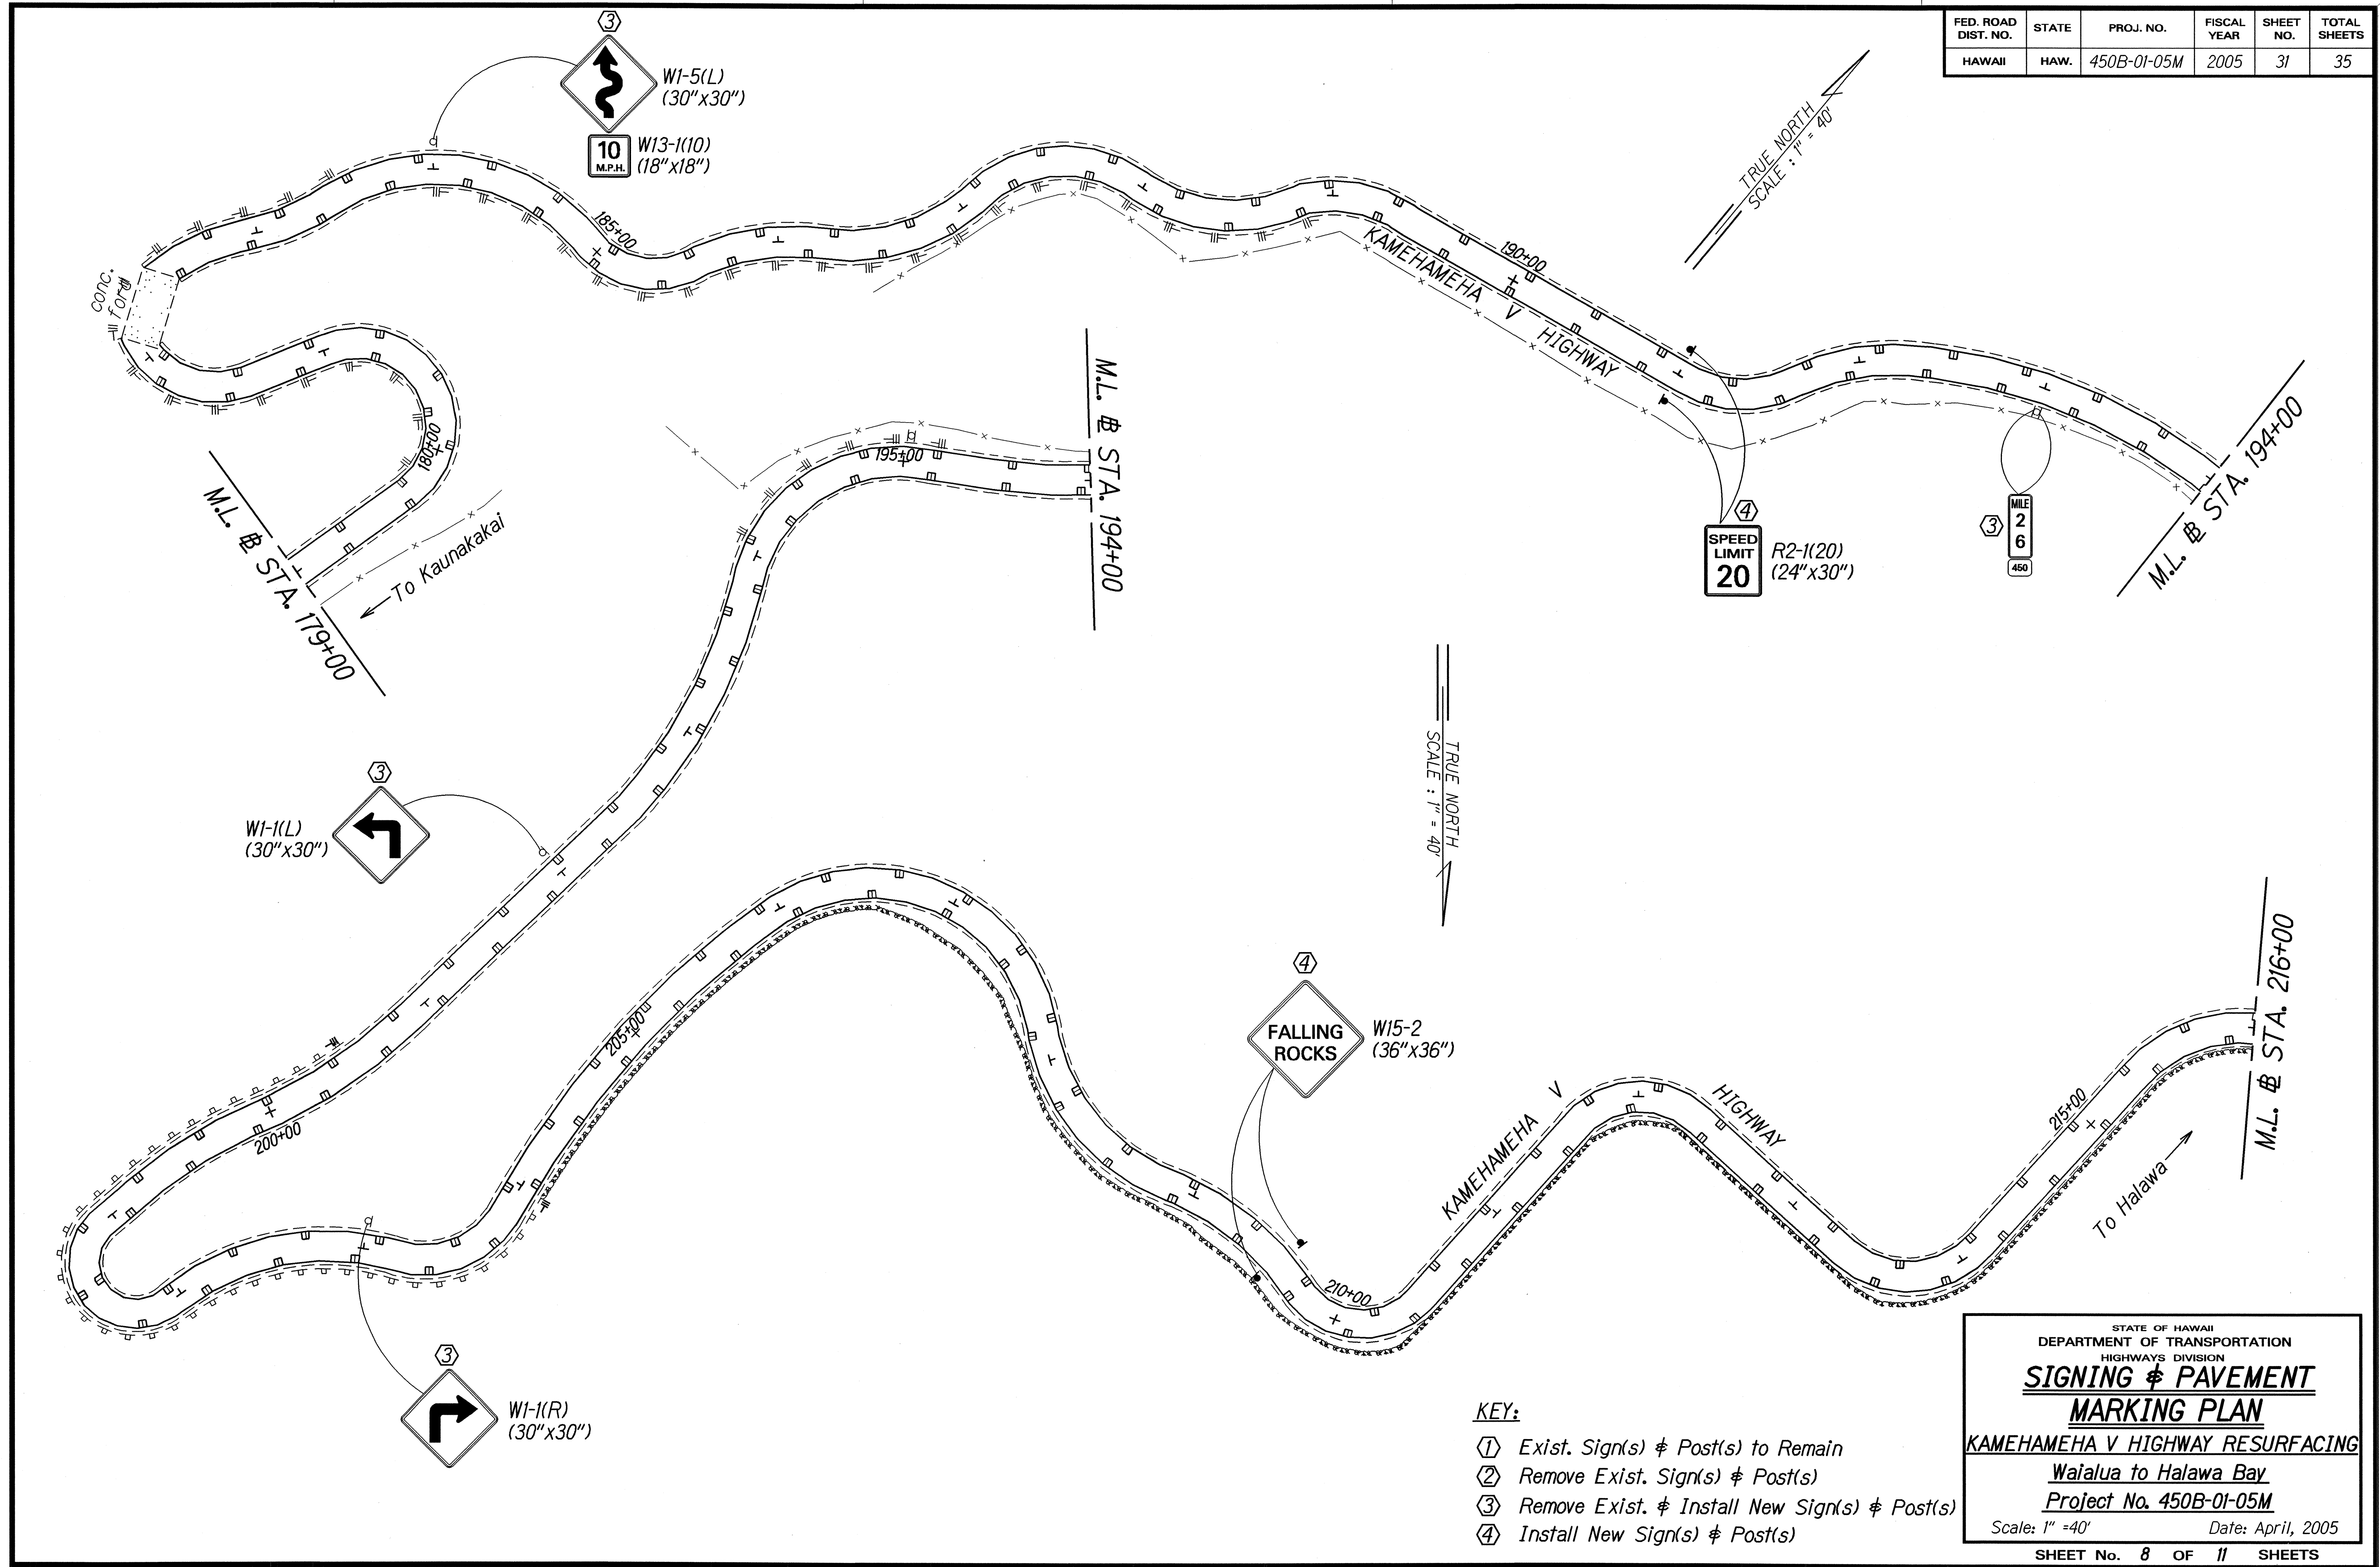 FED. ROAD DIST. NO.
STATE
PROJ. NO.
FISCAL YEAR
SHEET NO.
TOTAL SHEETS
HAWAII
HAW.
450B-01-05M
2005
31
35
3
W1-5(L)
(30"x30")
10
M.P.H.
W13-1(10)
(18"x18")
TRUE NORTH
SCALE : 1" = 40'
conc.
ford
185+00
190+00
KAMEHAMEHA V HIGHWAY
180+00
M.L. BL STA. 179+00
To Kaunakakai
195+00
M.L. BL STA. 194+00
4
SPEED
LIMIT
20
R2-1(20)
(24"x30")
3
MILE
2
6
450
M.L. BL STA. 194+00
TRUE NORTH
SCALE : 1" = 40'
3
W1-1(L)
(30"x30")
200+00
205+00
4
FALLING
ROCKS
W15-2
(36"x36")
KAMEHAMEHA V HIGHWAY
210+00
215+00
To Halawa
M.L. BL STA. 216+00
3
W1-1(R)
(30"x30")
KEY:
1 Exist. Sign(s) & Post(s) to Remain
2 Remove Exist. Sign(s) & Post(s)
3 Remove Exist. & Install New Sign(s) & Post(s)
4 Install New Sign(s) & Post(s)
STATE OF HAWAII
DEPARTMENT OF TRANSPORTATION
HIGHWAYS DIVISION
SIGNING & PAVEMENT
MARKING PLAN
KAMEHAMEHA V HIGHWAY RESURFACING
Waialua to Halawa Bay
Project No. 450B-01-05M
Scale: 1" =40' Date: April, 2005
SHEET No. 8 OF 11 SHEETS